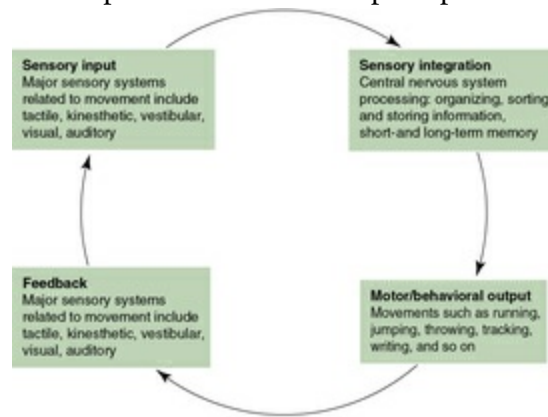 Sensory input
Major sensory systems
related to movement include
tactile, kinesthetic, vestibular,
visual, auditory
Sensory integration
Central nervous system
processing: organizing, sorting
and storing information,
short-and long-term memory
Feedback
Major sensory systems
related to movement include
tactile, kinesthetic, vestibular,
visual, auditory
Motor/behavioral output
Movements such as running,
jumping, throwing, tracking,
writing, and so on